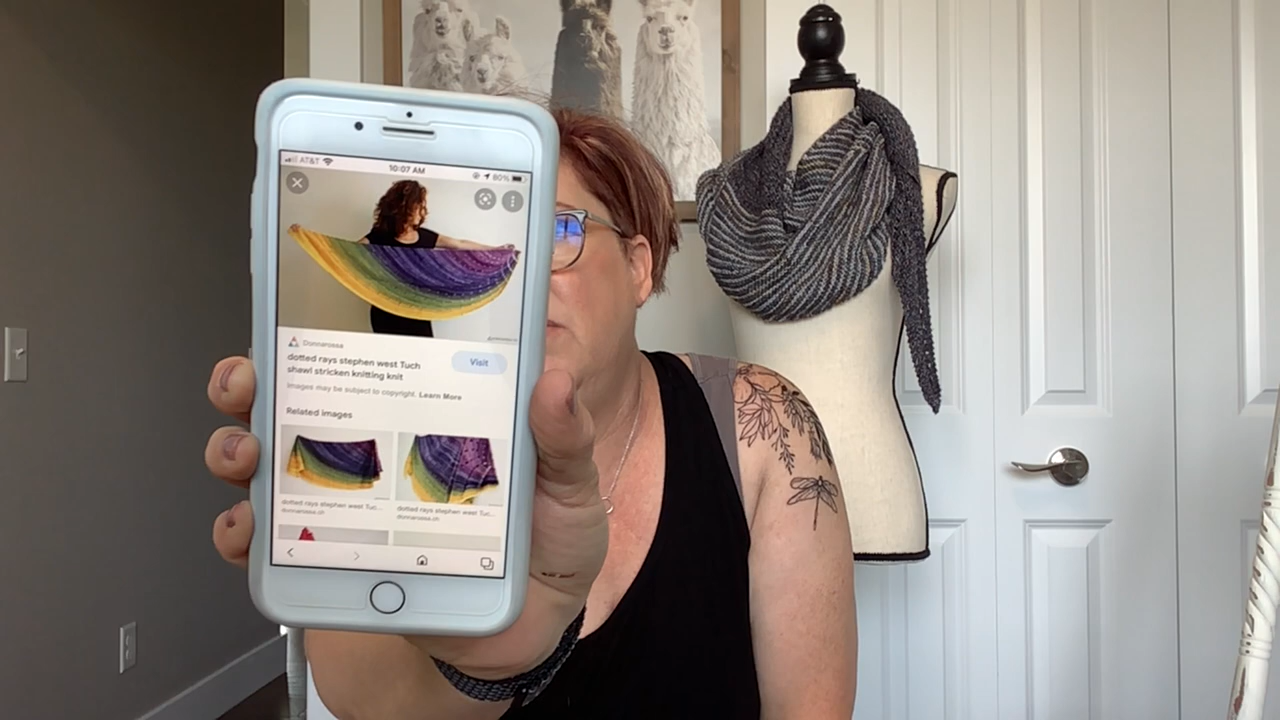 AT&T
10:07 AM
80%
Donnarossa
dotted rays stephen west Tuch
shawl stricken knitting knit
Visit
Images may be subject to copyright. Learn More
Related images
dotted rays stephen west Tuc...
donnarossa.ch
dotted rays stephen west Tuc...
donnarossa.ch